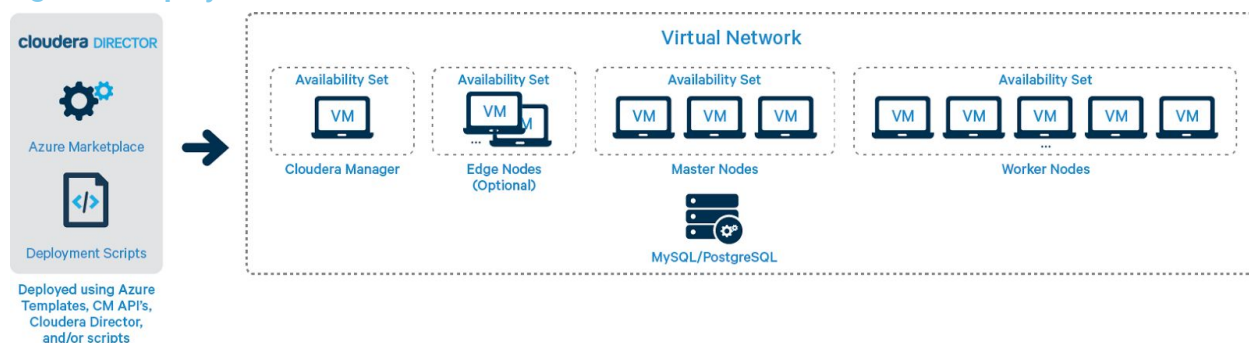 cloudera DIRECTOR
Azure Marketplace
</>
Deployment Scripts
Deployed using Azure
Templates, CM API's,
Cloudera Director,
and/or scripts
Virtual Network
Availability Set
VM
Cloudera Manager
Availability Set
VM
...
Edge Nodes
(Optional)
Availability Set
VM VM VM
Master Nodes
Availability Set
VM VM VM VM VM
...
Worker Nodes
MySQL/PostgreSQL